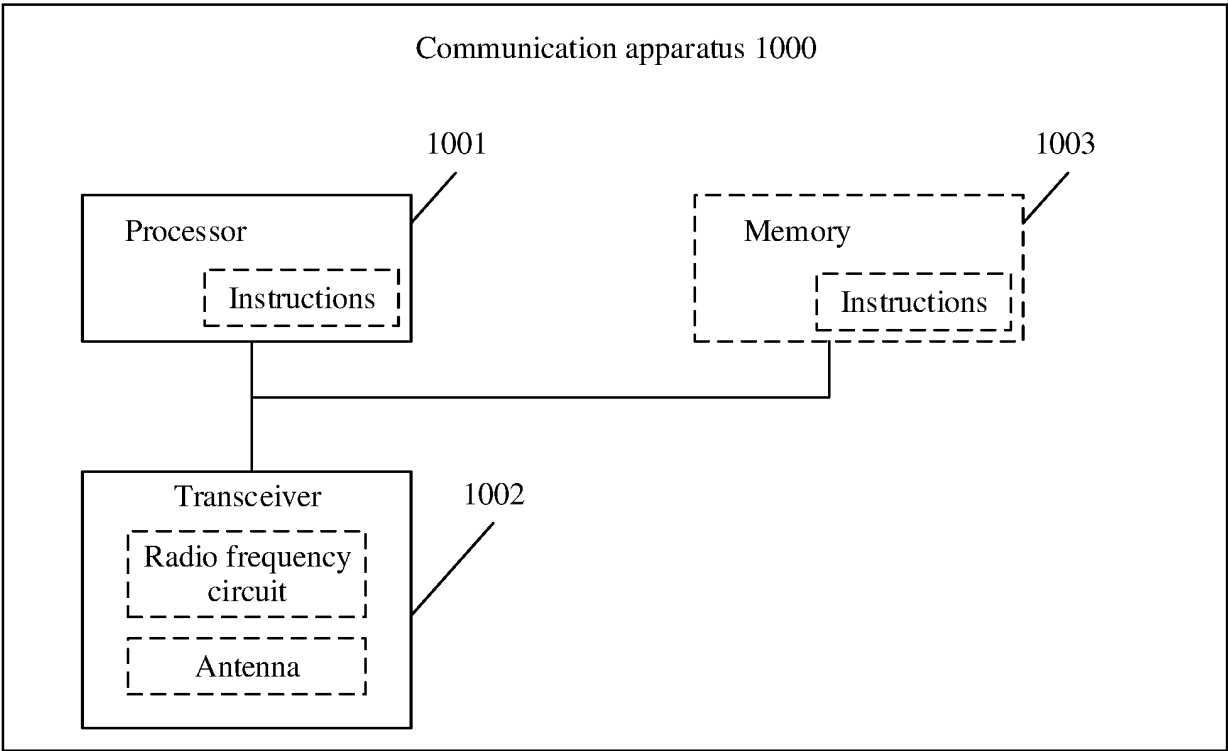 Communication apparatus 1000
1001
1003
Processor
Instructions
Memory
Instructions
Transceiver
1002
Radio frequency
circuit
Antenna